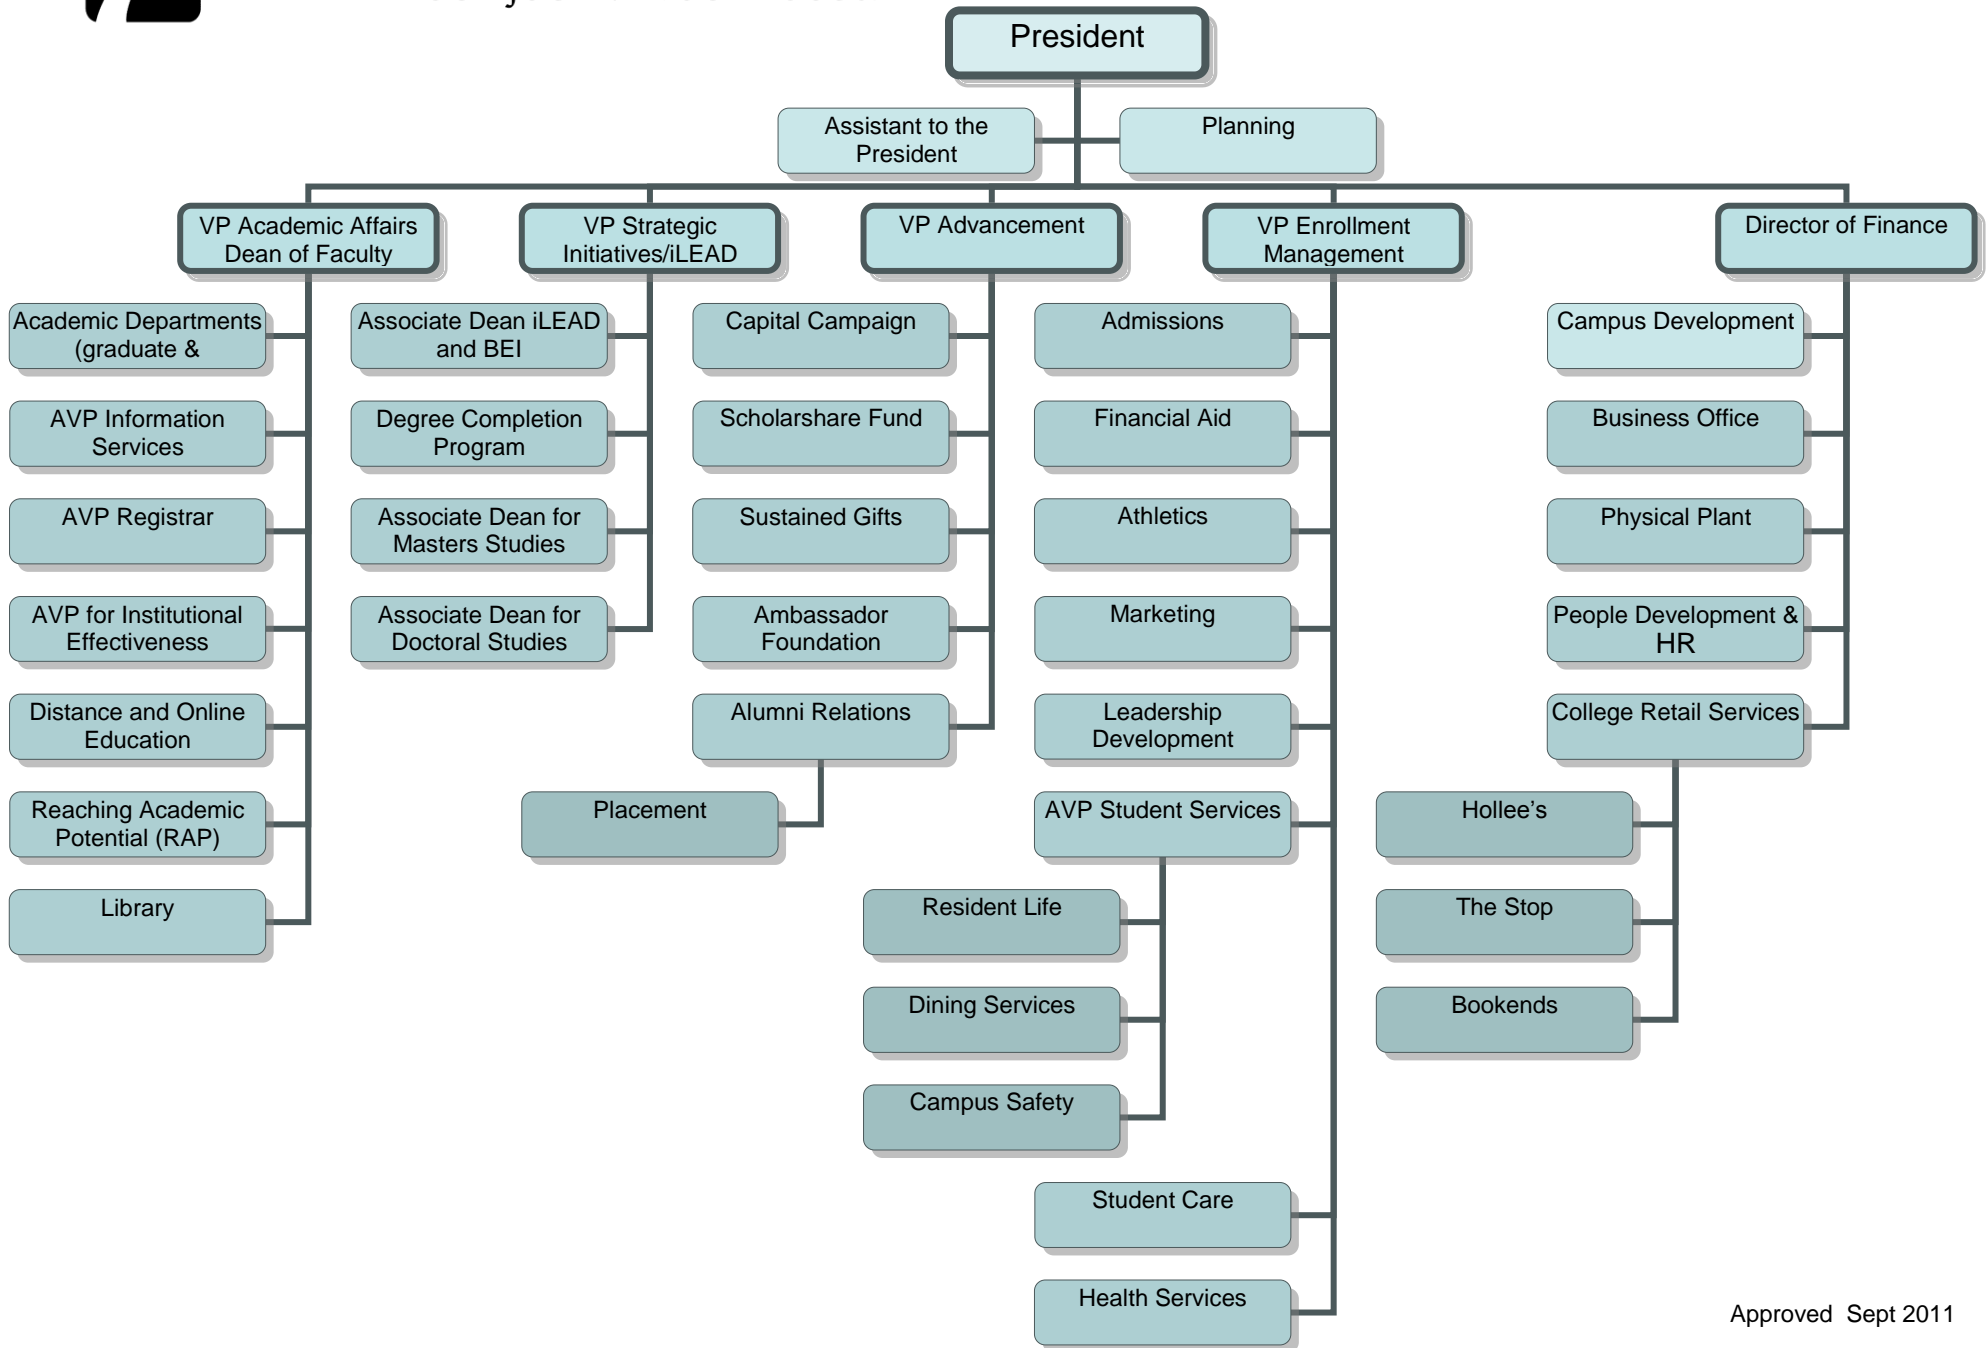 President
Assistant to the
President
Planning
VP Academic Affairs
Dean of Faculty
VP Strategic
Initiatives/iLEAD
VP Advancement
VP Enrollment
Management
Director of Finance
Academic Departments
(graduate &
AVP Information
Services
AVP Registrar
AVP for Institutional
Effectiveness
Distance and Online
Education
Reaching Academic
Potential (RAP)
Library
Associate Dean iLEAD
and BEI
Degree Completion
Program
Associate Dean for
Masters Studies
Associate Dean for
Doctoral Studies
Capital Campaign
Scholarshare Fund
Sustained Gifts
Ambassador
Foundation
Alumni Relations
Placement
Admissions
Financial Aid
Athletics
Marketing
Leadership
Development
AVP Student Services
Resident Life
Dining Services
Campus Safety
Student Care
Health Services
Campus Development
Business Office
Physical Plant
People Development &
HR
College Retail Services
Hollee’s
The Stop
Bookends
Approved Sept 2011